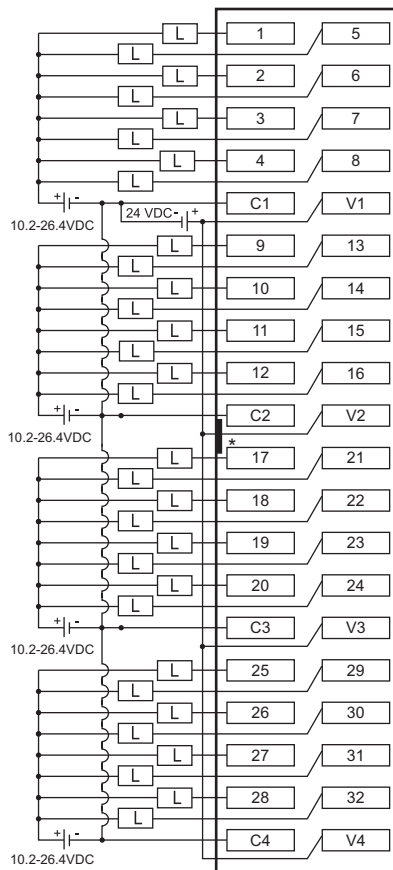 L 1 5
L
L 2 6
L
L 3 7
L
L 4 8
L
+ - C1 V1
10.2-26.4VDC 24 VDC - +
L 9 13
L
L 10 14
L
L 11 15
L
L 12 16
L
+ - C2 V2
10.2-26.4VDC
*
L 17 21
L
L 18 22
L
L 19 23
L
L 20 24
L
+ - C3 V3
10.2-26.4VDC
L 25 29
L
L 26 30
L
L 27 31
L
L 28 32
L
+ - C4 V4
10.2-26.4VDC